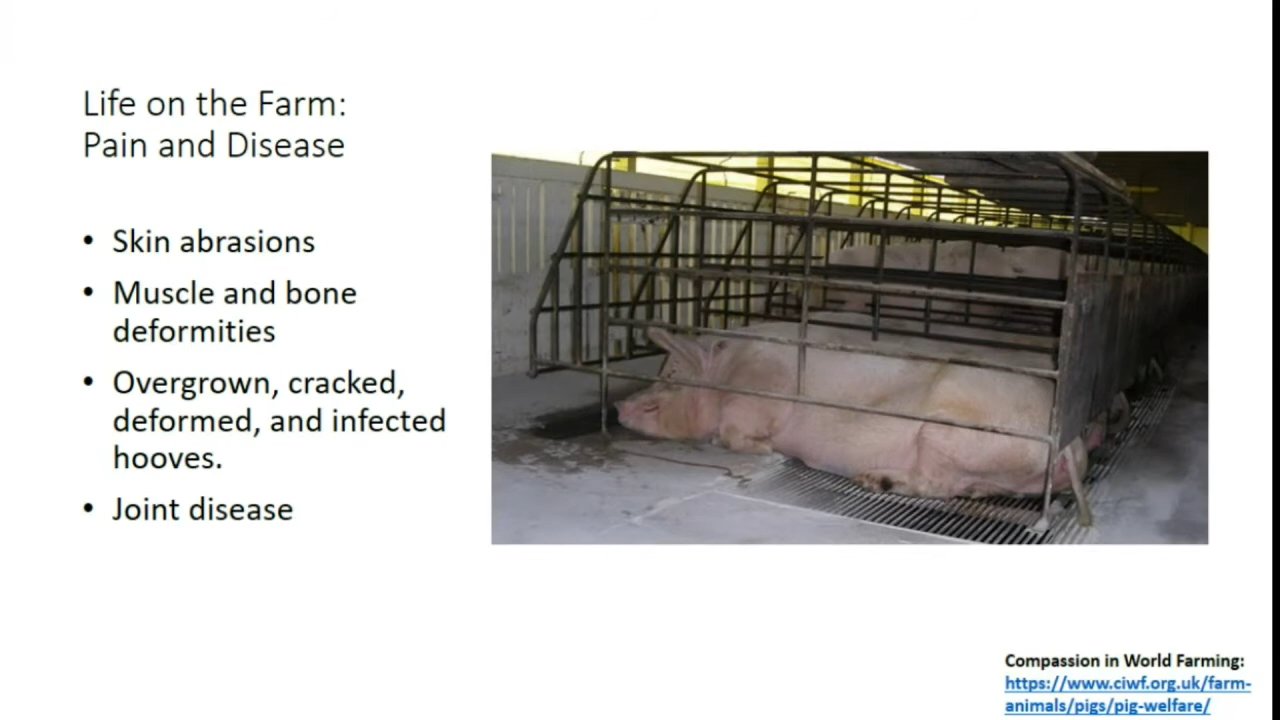 Life on the Farm:
Pain and Disease
• Skin abrasions
• Muscle and bone
deformities
• Overgrown, cracked,
deformed, and infected
hooves.
• Joint disease
Compassion in World Farming:
https://www.ciwf.org.uk/farm-
animals/pigs/pig-welfare/